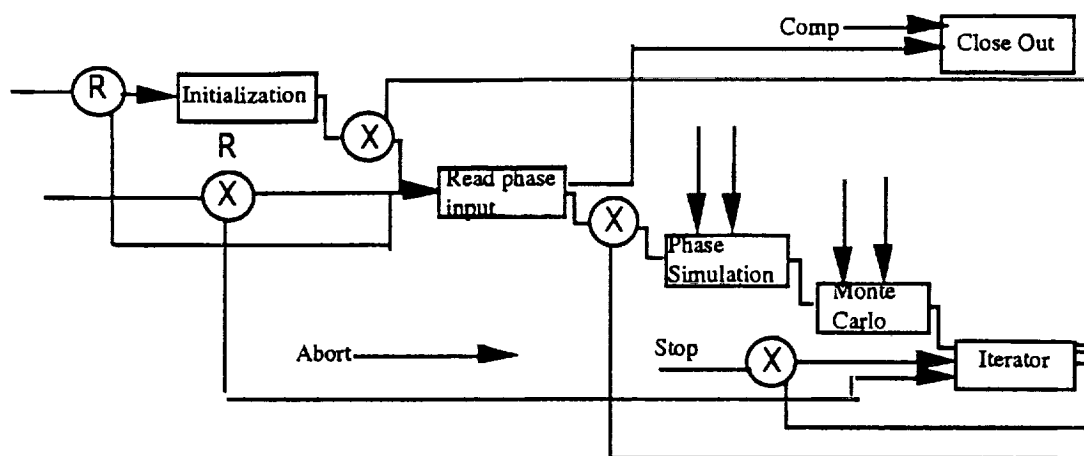 Comp
Close Out
R
Initialization
X
R
X
Read phase
input
X
Phase
Simulation
Monte
Carlo
Abort
Stop
X
Iterator